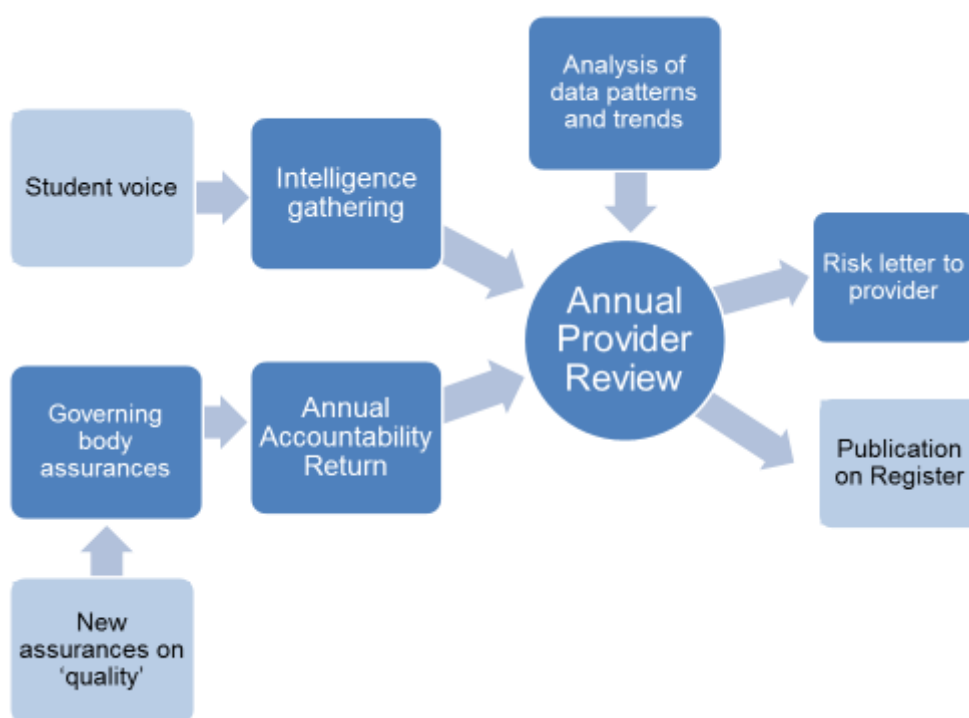 Analysis of
data patterns
and trends
Student voice
Intelligence
gathering
Risk letter to
provider
Annual
Provider
Review
Governing
body
assurances
Annual
Accountability
Return
Publication
on Register
New
assurances on
‘quality’